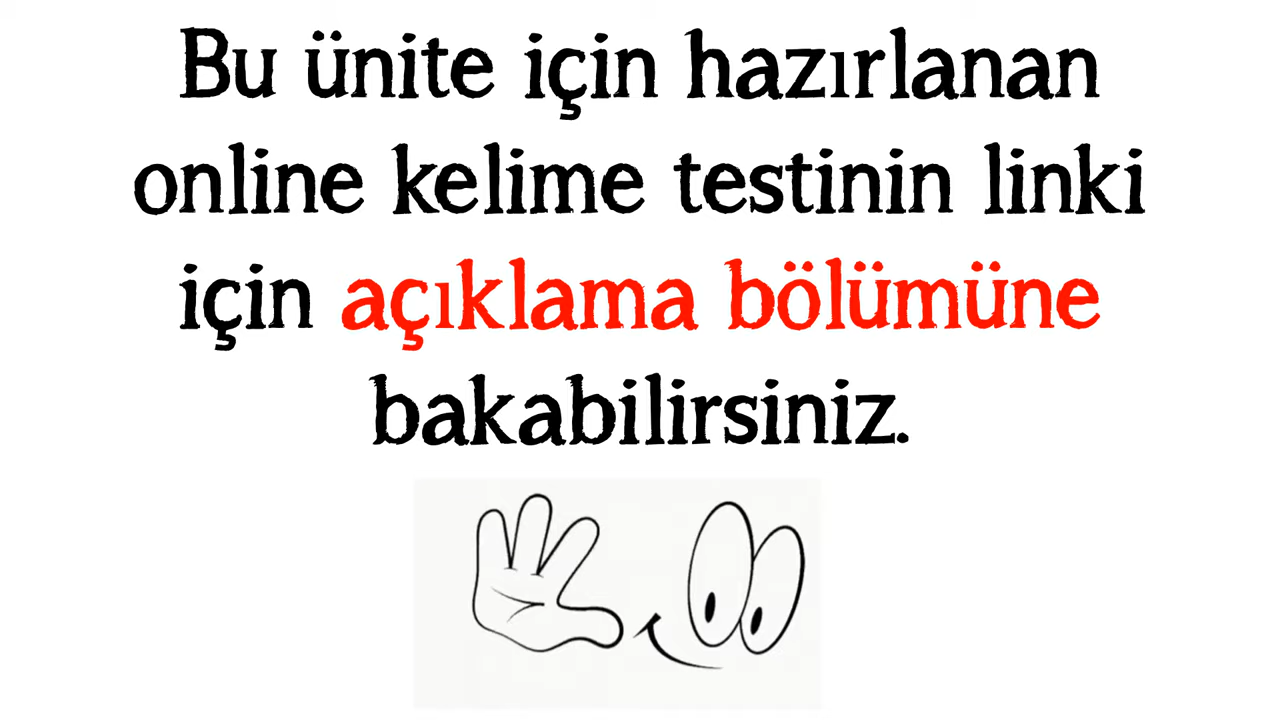 Bu ünite için hazırlanan
online kelime testinin linki
için açıklama bölümüne
bakabilirsiniz.